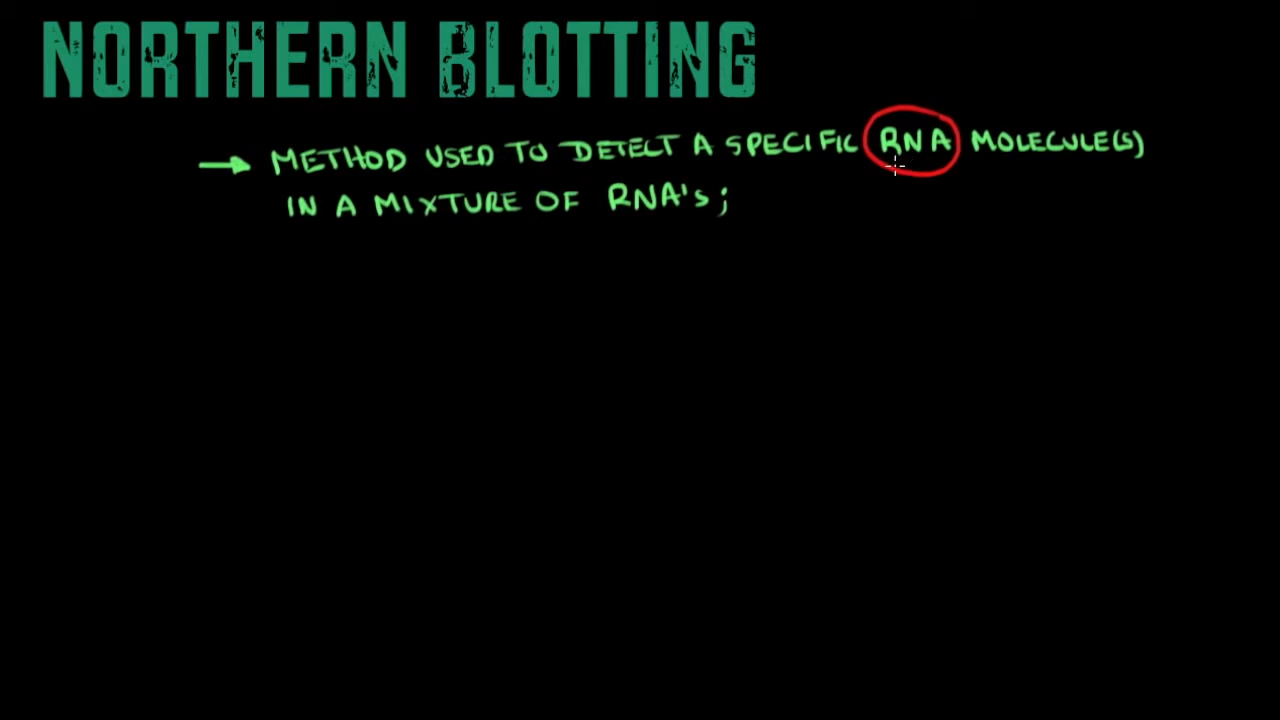 NORTHERN BLOTTING
→ METHOD USED TO DETECT A SPECIFIC RNA MOLECULE(S)
IN A MIXTURE OF RNA's;